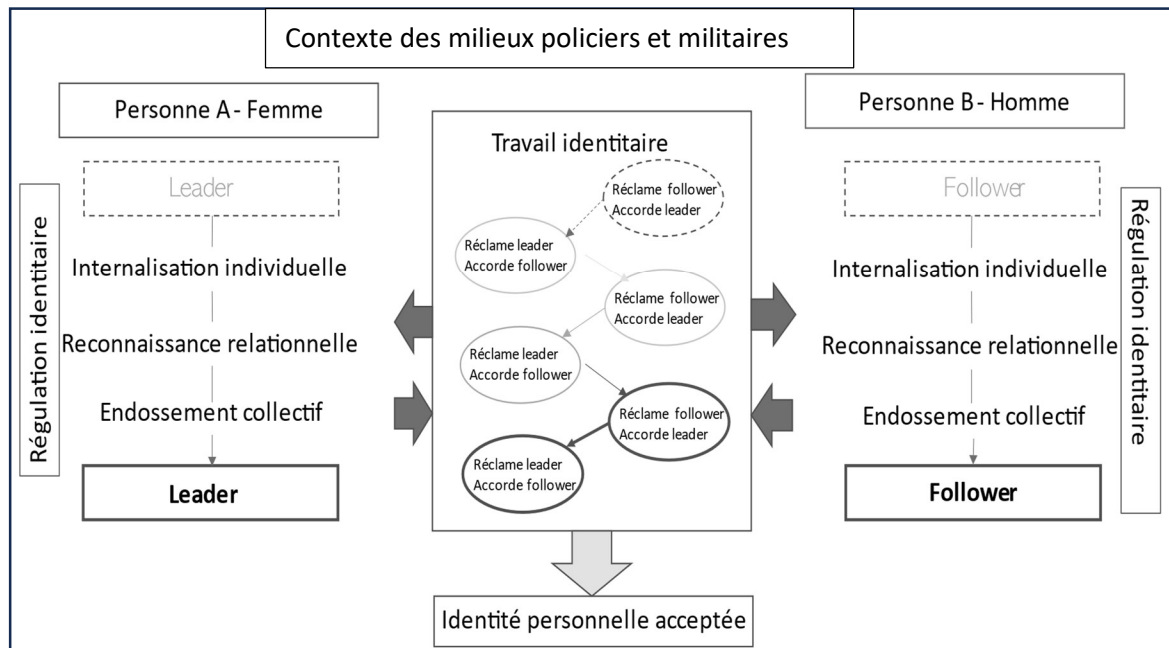 Contexte des milieux policiers et militaires
Personne A - Femme
Leader
Régulation identitaire
Internalisation individuelle
Reconnaissance relationnelle
Endossement collectif
Leader
Travail identitaire
Réclame follower
Accorde leader
Réclame leader
Accorde follower
Réclame follower
Accorde leader
Réclame leader
Accorde follower
Réclame follower
Accorde leader
Réclame leader
Accorde follower
Identité personnelle acceptée
Personne B - Homme
Follower
Internalisation individuelle
Reconnaissance relationnelle
Endossement collectif
Follower
Régulation identitaire